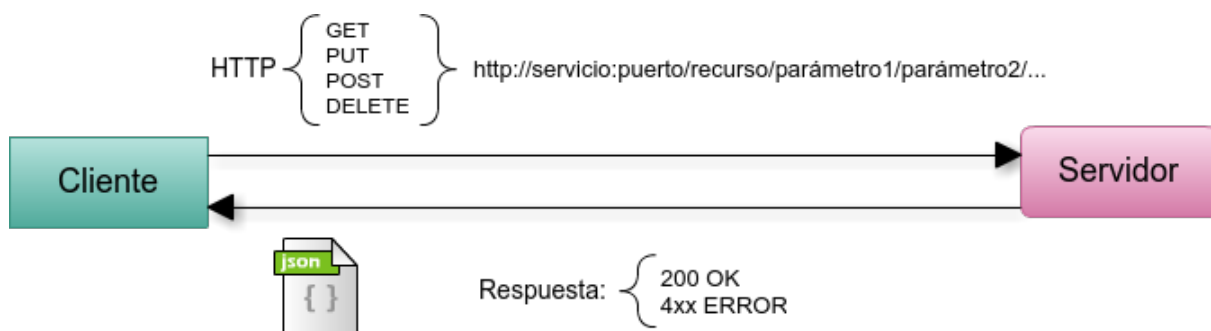 GET
PUT
HTTP
POST
DELETE
http://servicio:puerto/recurso/parámetro1/parámetro2/...
Cliente
Servidor
json
{ }
Respuesta:
200 OK
4xx ERROR